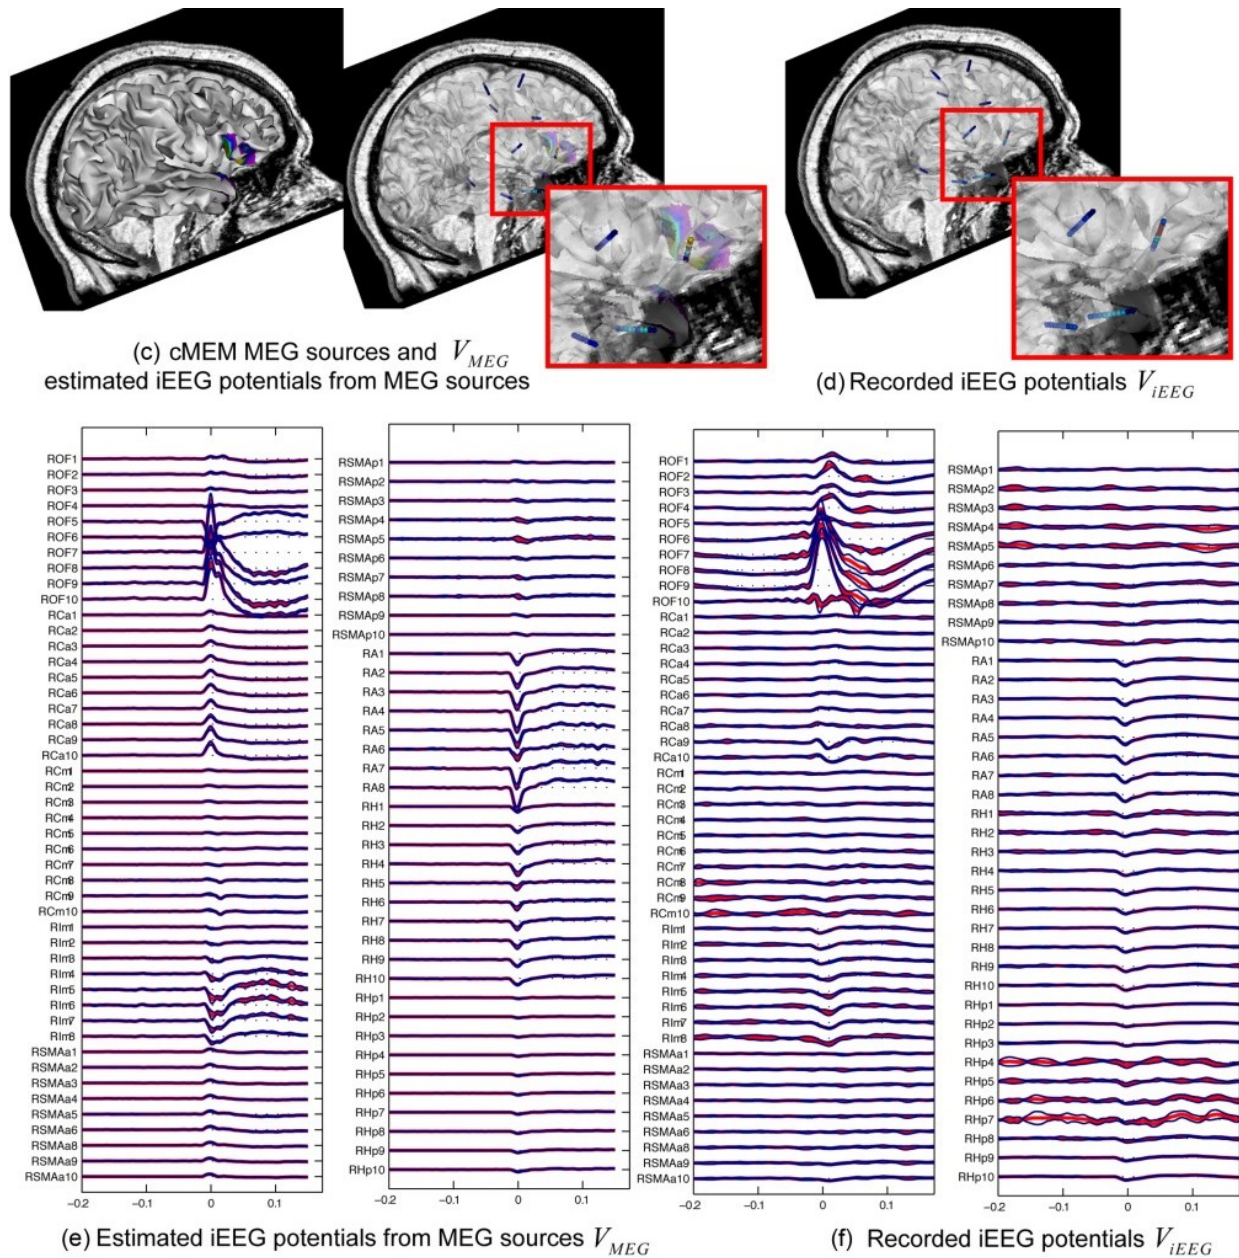 (c) cMEM MEG sources and V_MEG
estimated iEEG potentials from MEG sources
(d) Recorded iEEG potentials V_iEEG
ROF1
ROF2
ROF3
ROF4
ROF5
ROF6
ROF7
ROF8
ROF9
ROF10
RCa1
RCa2
RCa3
RCa4
RCa5
RCa6
RCa7
RCa8
RCa9
RCa10
RCm1
RCm2
RCm3
RCm4
RCm5
RCm6
RCm7
RCm8
RCm9
RCm10
RIm1
RIm2
RIm3
RIm4
RIm5
RIm6
RIm7
RIm8
RSMAa1
RSMAa2
RSMAa3
RSMAa4
RSMAa5
RSMAa6
RSMAa8
RSMAa9
RSMAa10
−0.2 −0.1 0 0.1
RSMAp1
RSMAp2
RSMAp3
RSMAp4
RSMAp5
RSMAp6
RSMAp7
RSMAp8
RSMAp9
RSMAp10
RA1
RA2
RA3
RA4
RA5
RA6
RA7
RA8
RH1
RH2
RH3
RH4
RH5
RH6
RH7
RH8
RH9
RH10
RHp1
RHp2
RHp3
RHp4
RHp5
RHp6
RHp7
RHp8
RHp9
RHp10
−0.2 −0.1 0 0.1
ROF1
ROF2
ROF3
ROF4
ROF5
ROF6
ROF7
ROF8
ROF9
ROF10
RCa1
RCa2
RCa3
RCa4
RCa5
RCa6
RCa7
RCa8
RCa9
RCa10
RCm1
RCm2
RCm3
RCm4
RCm5
RCm6
RCm7
RCm8
RCm9
RCm10
RIm1
RIm2
RIm3
RIm4
RIm5
RIm6
RIm7
RIm8
RSMAa1
RSMAa2
RSMAa3
RSMAa4
RSMAa5
RSMAa6
RSMAa8
RSMAa9
RSMAa10
−0.2 −0.1 0 0.1
RSMAp1
RSMAp2
RSMAp3
RSMAp4
RSMAp5
RSMAp6
RSMAp7
RSMAp8
RSMAp9
RSMAp10
RA1
RA2
RA3
RA4
RA5
RA6
RA7
RA8
RH1
RH2
RH3
RH4
RH5
RH6
RH7
RH8
RH9
RH10
RHp1
RHp2
RHp3
RHp4
RHp5
RHp6
RHp7
RHp8
RHp9
RHp10
−0.2 −0.1 0 0.1
(e) Estimated iEEG potentials from MEG sources V_MEG
(f) Recorded iEEG potentials V_iEEG